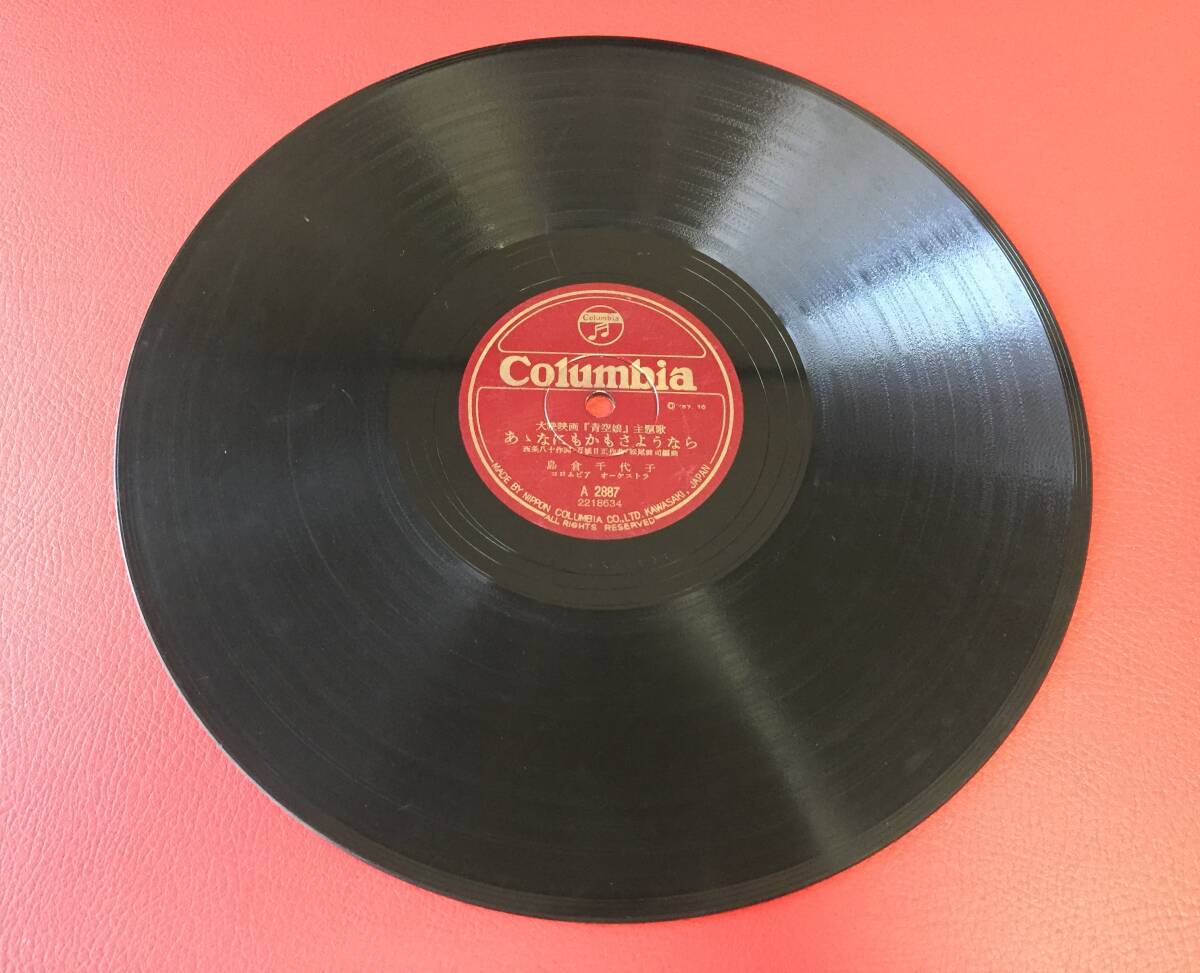 Columbia
Columbia
大映映画『青空娘』主題歌
あゝなにもかもさようなら
西条八十作詞・万城目正作曲・松尾健司編曲
島倉千代子
コロムビア オーケストラ
A 2887
2218634
MADE BY NIPPON COLUMBIA CO., LTD. KAWASAKI, JAPAN
ALL RIGHTS RESERVED